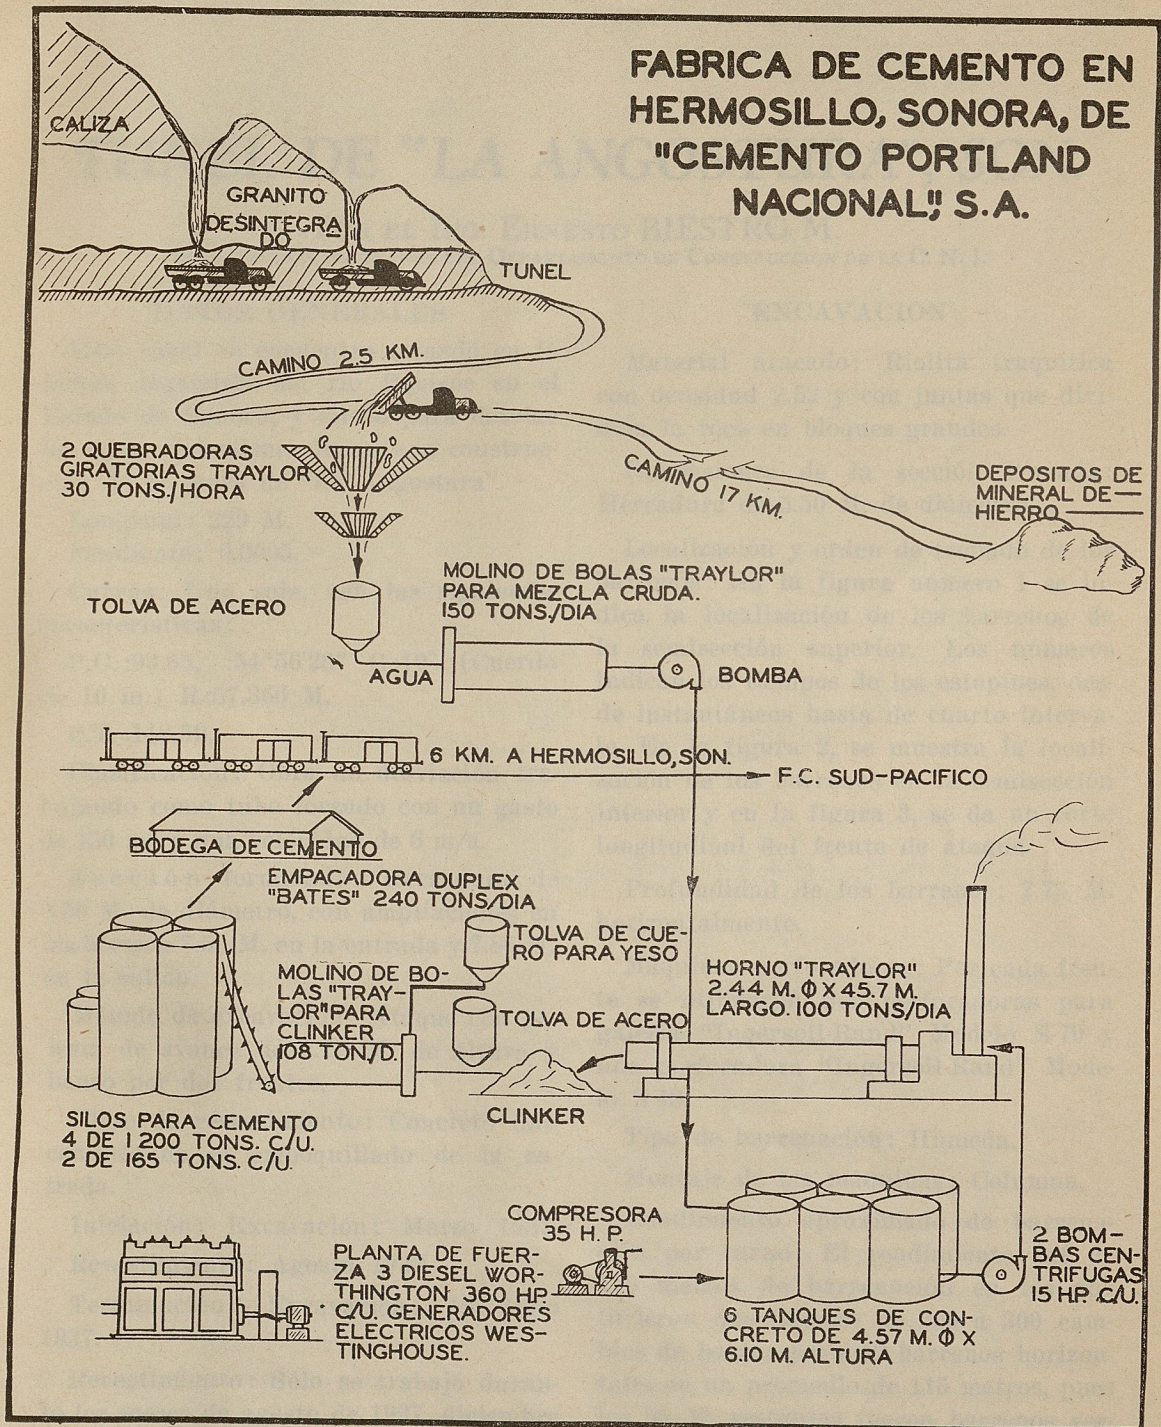 FABRICA DE CEMENTO EN
HERMOSILLO, SONORA, DE
"CEMENTO PORTLAND
NACIONAL", S.A.
CALIZA
GRANITO
DESINTEGRA
DO
TUNEL
CAMINO 2.5 KM.
2 QUEBRADORAS
GIRATORIAS TRAYLOR
30 TONS./HORA
CAMINO 17 KM.
DEPOSITOS DE
MINERAL DE
HIERRO
TOLVA DE ACERO
MOLINO DE BOLAS "TRAYLOR"
PARA MEZCLA CRUDA.
150 TONS./DIA
AGUA
BOMBA
6 KM. A HERMOSILLO, SON.
F.C. SUD-PACIFICO
BODEGA DE CEMENTO
EMPACADORA DUPLEX
"BATES" 240 TONS/DIA
TOLVA DE CUE-
RO PARA YESO
MOLINO DE BO-
LAS "TRAY-
LOR" PARA
CLINKER
108 TON/D.
TOLVA DE ACERO
HORNO "TRAYLOR"
2.44 M. Φ X 45.7 M.
LARGO. 100 TONS/DIA
CLINKER
SILOS PARA CEMENTO
4 DE 1200 TONS. C/U.
2 DE 165 TONS. C/U.
COMPRESORA
35 H.P.
PLANTA DE FUER-
ZA 3 DIESEL WOR-
THINGTON 360 HP.
C/U. GENERADORES
ELECTRICOS WES-
TINGHOUSE.
6 TANQUES DE CON-
CRETO DE 4.57 M. Φ X
6.10 M. ALTURA
2 BOM-
BAS CEN-
TRIFUGAS
15 H.P. C/U.